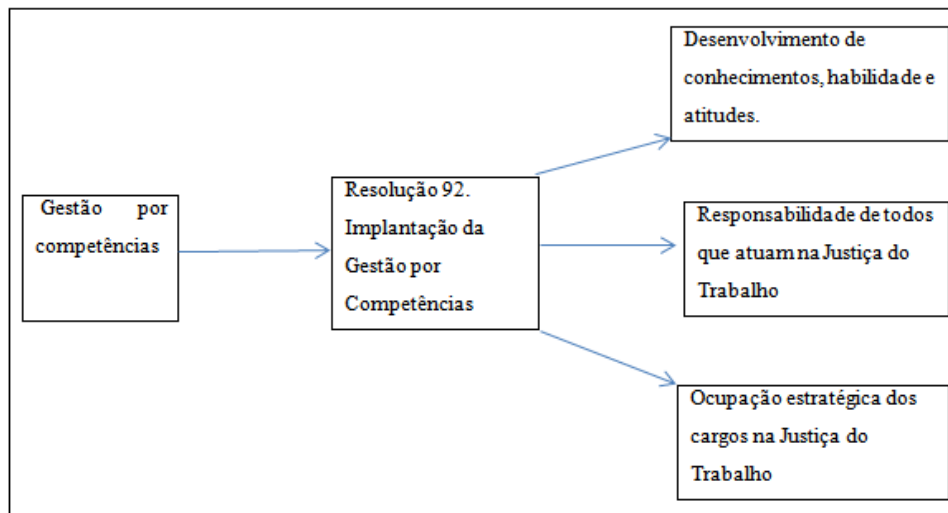 Gestão por
competências
Resolução 92.
Implantação da
Gestão por
Competências
Desenvolvimento de
conhecimentos, habilidade e
atitudes.
Responsabilidade de todos
que atuam na Justiça do
Trabalho
Ocupação estratégica dos
cargos na Justiça do
Trabalho